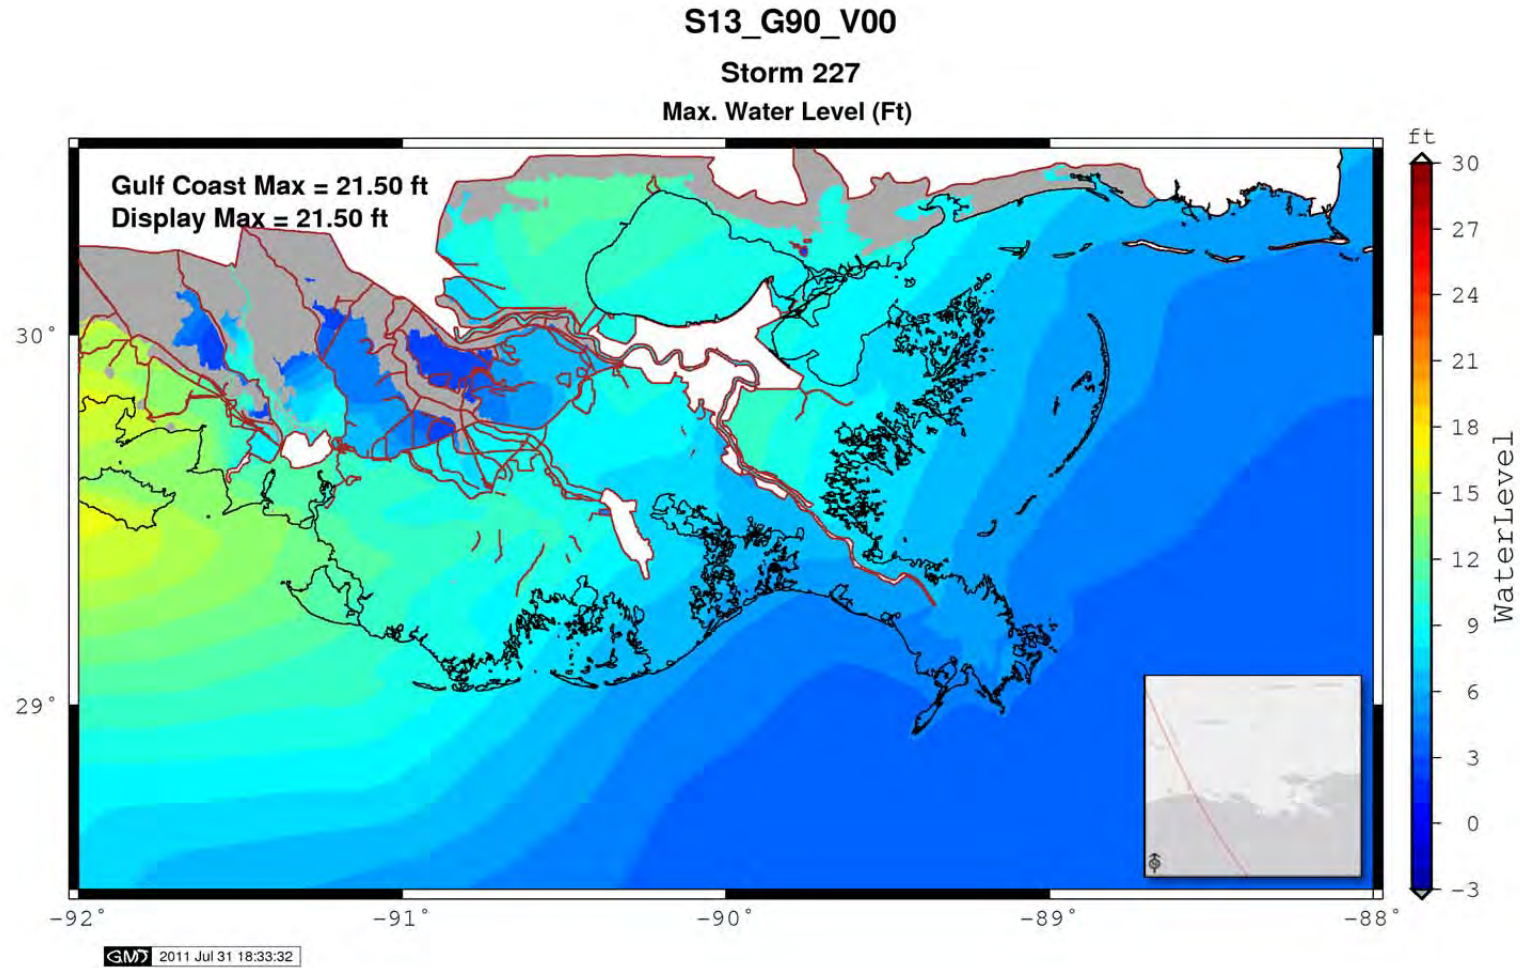 S13_G90_V00
Storm 227
Max. Water Level (Ft)
Gulf Coast Max = 21.50 ft
Display Max = 21.50 ft
ft
30
27
24
21
18
15
12
9
6
3
0
-3
WaterLevel
30°
29°
-92°
-91°
-90°
-89°
-88°
GMT 2011 Jul 31 18:33:32